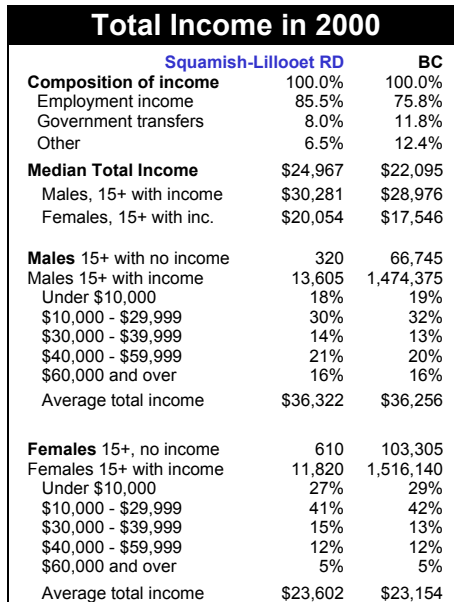 Total Income in 2000
Squamish-Lillooet RD BC
Composition of income 100.0% 100.0%
Employment income 85.5% 75.8%
Government transfers 8.0% 11.8%
Other 6.5% 12.4%
Median Total Income $24,967 $22,095
Males, 15+ with income $30,281 $28,976
Females, 15+ with inc. $20,054 $17,546
Males 15+ with no income 320 66,745
Males 15+ with income 13,605 1,474,375
Under $10,000 18% 19%
$10,000 - $29,999 30% 32%
$30,000 - $39,999 14% 13%
$40,000 - $59,999 21% 20%
$60,000 and over 16% 16%
Average total income $36,322 $36,256
Females 15+, no income 610 103,305
Females 15+ with income 11,820 1,516,140
Under $10,000 27% 29%
$10,000 - $29,999 41% 42%
$30,000 - $39,999 15% 13%
$40,000 - $59,999 12% 12%
$60,000 and over 5% 5%
Average total income $23,602 $23,154